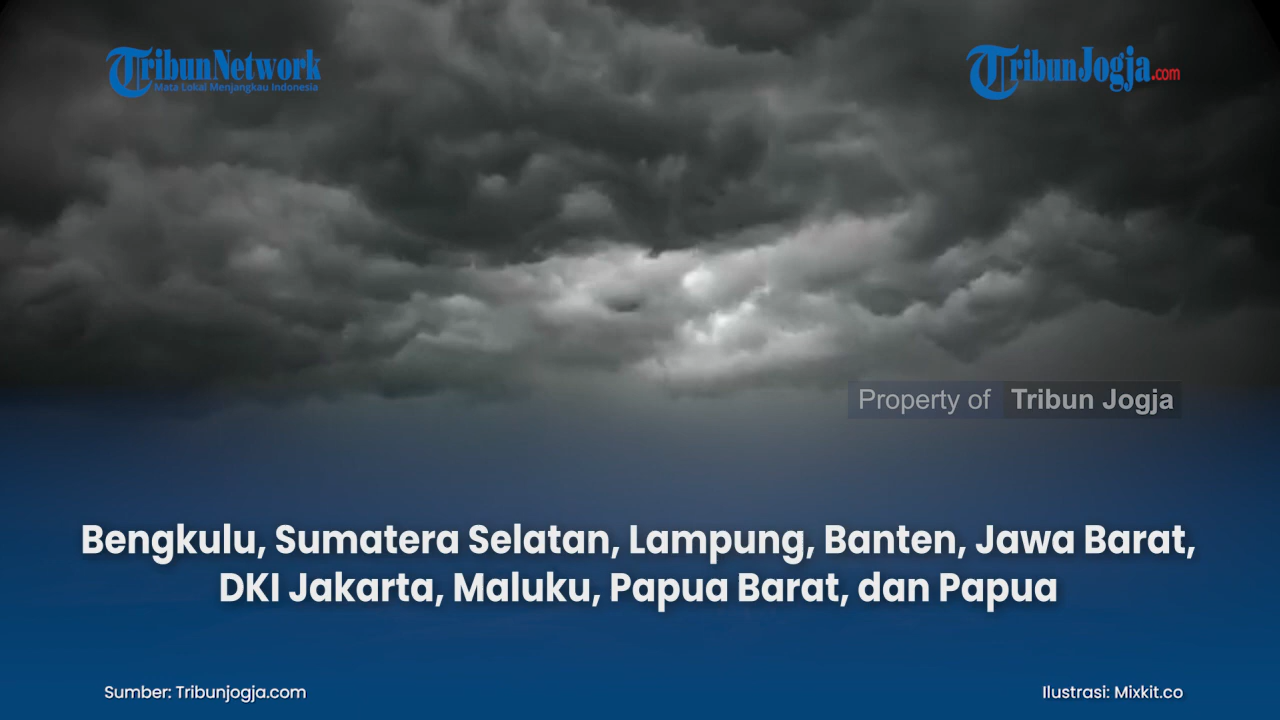 TribunNetwork
Mata Lokal Menjangkau Indonesia
TribunJogja.com
Property of Tribun Jogja
Bengkulu, Sumatera Selatan, Lampung, Banten, Jawa Barat,
DKI Jakarta, Maluku, Papua Barat, dan Papua
Sumber: Tribunjogja.com
Ilustrasi: Mixkit.co